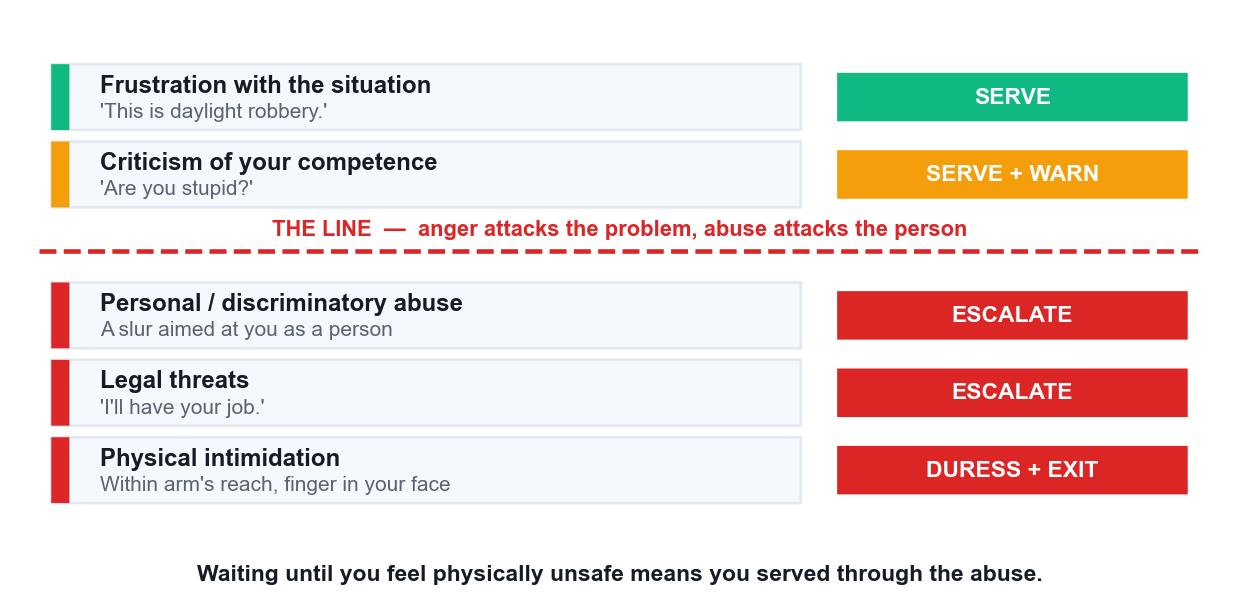 Frustration with the situation
'This is daylight robbery.'
SERVE
Criticism of your competence
'Are you stupid?'
SERVE + WARN
THE LINE — anger attacks the problem, abuse attacks the person
Personal / discriminatory abuse
A slur aimed at you as a person
ESCALATE
Legal threats
'I'll have your job.'
ESCALATE
Physical intimidation
Within arm's reach, finger in your face
DURESS + EXIT
Waiting until you feel physically unsafe means you served through the abuse.